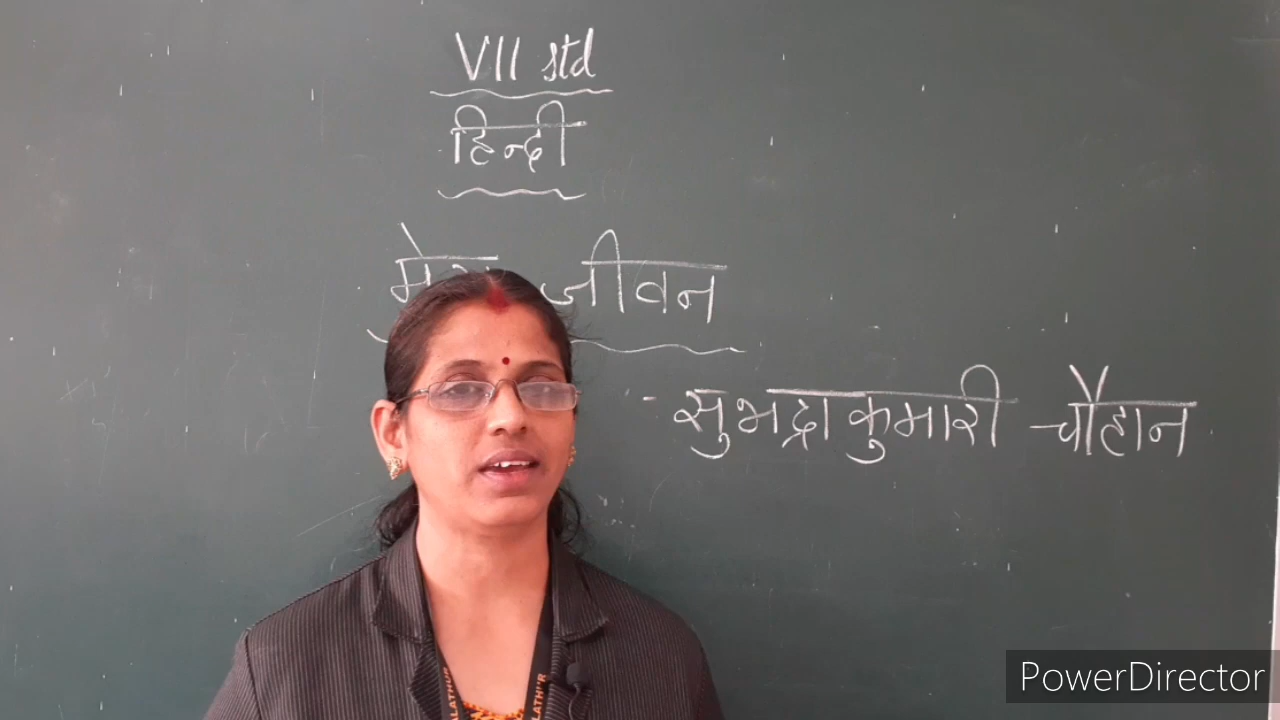 VII std
हिन्दी
जीवन
:- सुभद्रा कुमारी चौहान
PowerDirector